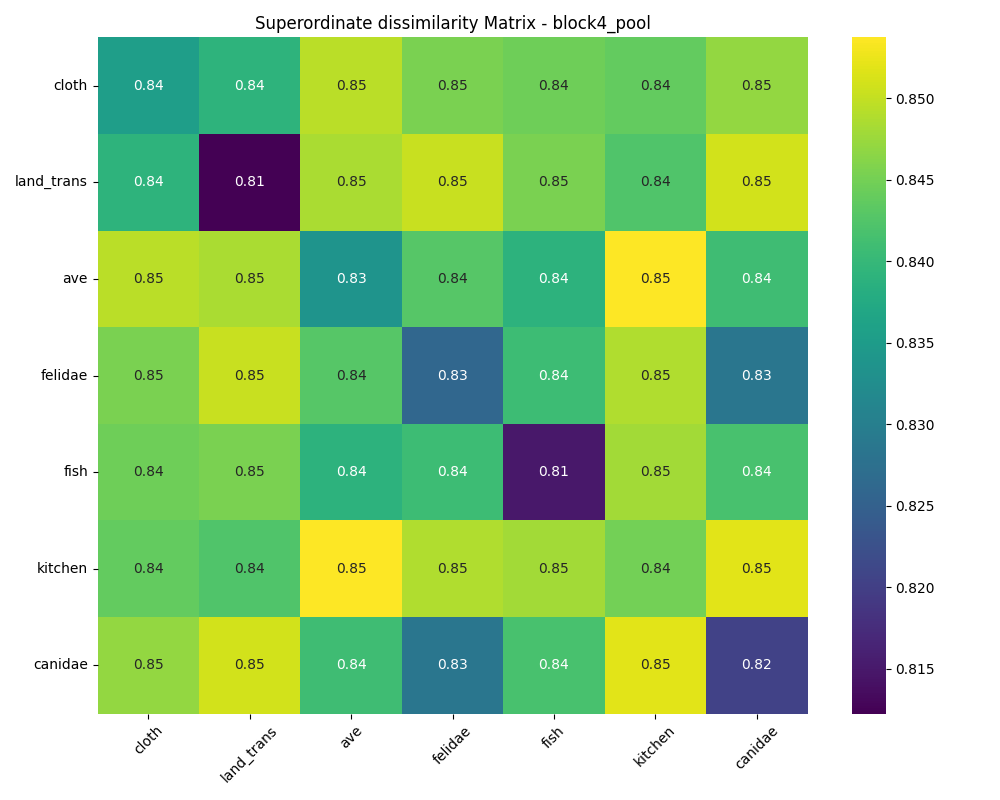 Superordinate dissimilarity Matrix - block4_pool
cloth 0.84 0.84 0.85 0.85 0.84 0.84 0.85
land_trans 0.84 0.81 0.85 0.85 0.85 0.84 0.85
ave 0.85 0.85 0.83 0.84 0.84 0.85 0.84
felidae 0.85 0.85 0.84 0.83 0.84 0.85 0.83
fish 0.84 0.85 0.84 0.84 0.81 0.85 0.84
kitchen 0.84 0.84 0.85 0.85 0.85 0.84 0.85
canidae 0.85 0.85 0.84 0.83 0.84 0.85 0.82
cloth land_trans ave felidae fish kitchen canidae
0.850
0.845
0.840
0.835
0.830
0.825
0.820
0.815